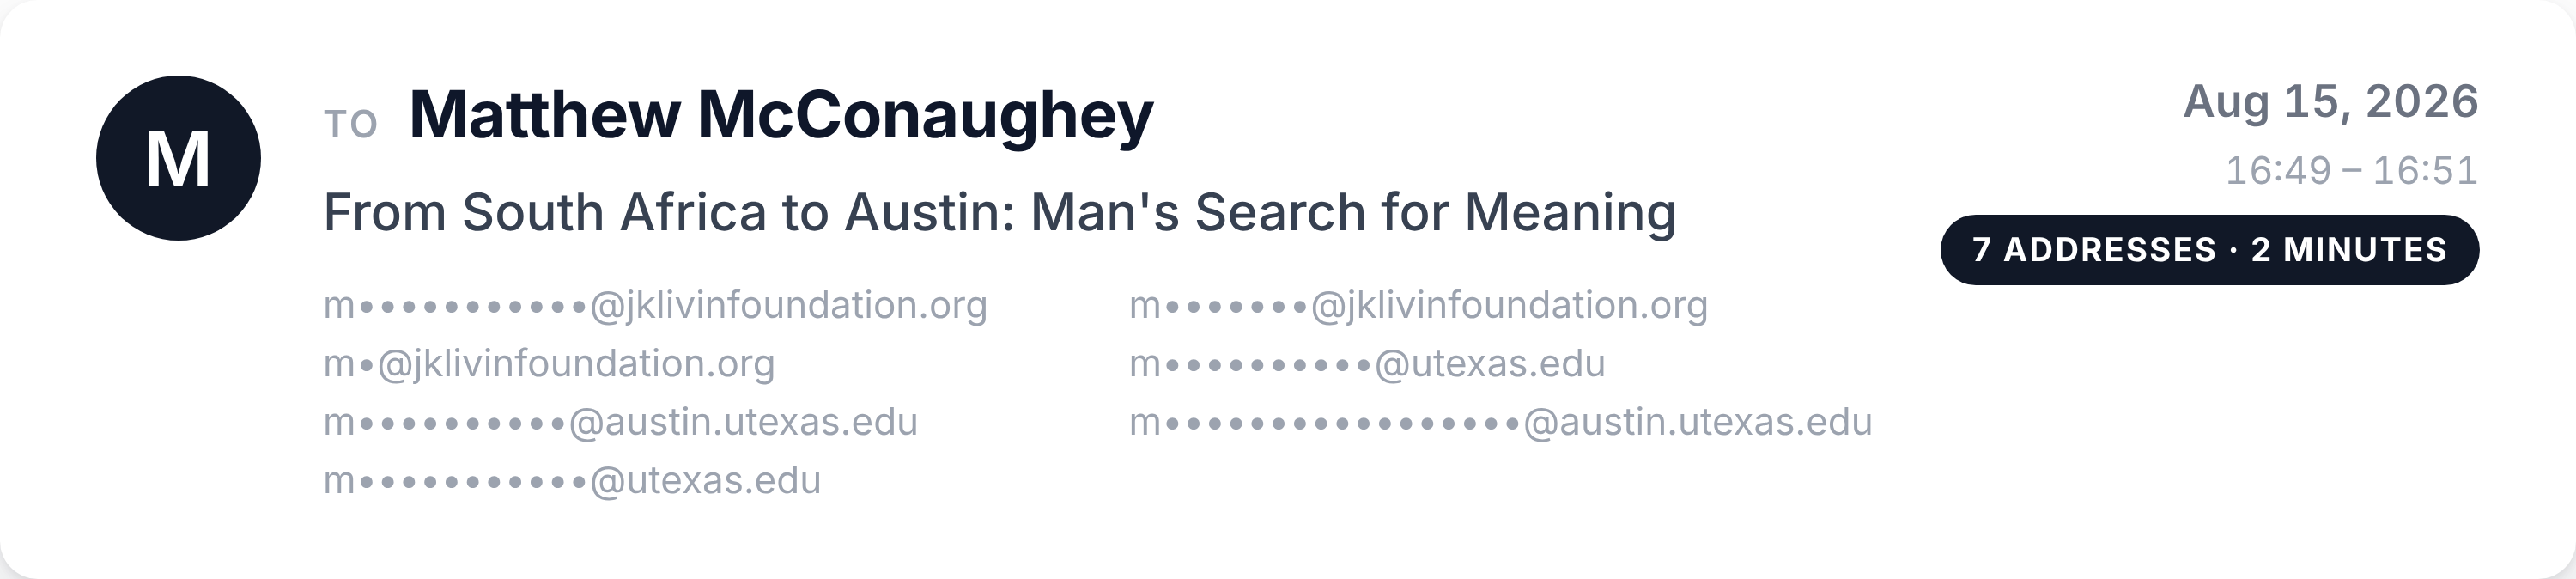 M
TO Matthew McConaughey
Aug 15, 2026
16:49 – 16:51
From South Africa to Austin: Man's Search for Meaning
7 ADDRESSES · 2 MINUTES
m•••••••••••@jklivinfoundation.org
m•••••••@jklivinfoundation.org
m•@jklivinfoundation.org
m••••••••••@utexas.edu
m••••••••••@austin.utexas.edu
m•••••••••••••••••@austin.utexas.edu
m•••••••••••@utexas.edu